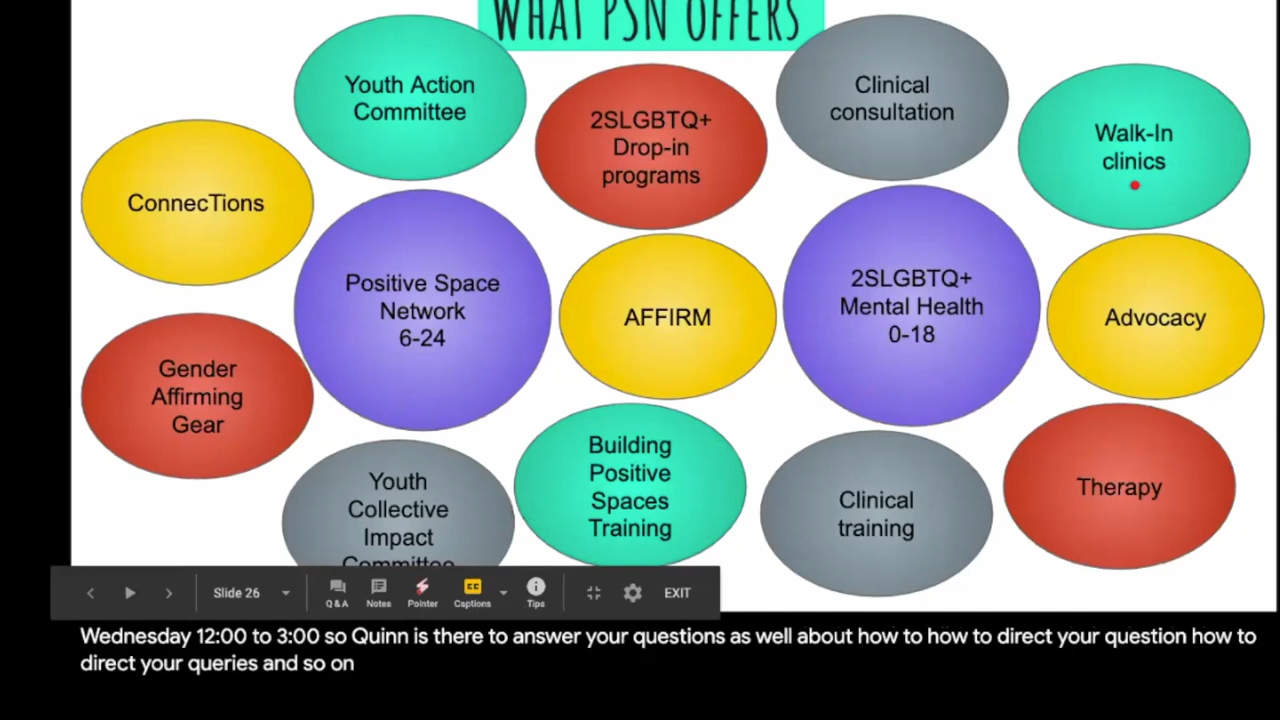 WHAT PSN OFFERS
Youth Action
Committee
Clinical
consultation
2SLGBTQ+
Drop-in
programs
Walk-In
clinics
ConnecTions
Positive Space
Network
6-24
AFFIRM
2SLGBTQ+
Mental Health
0-18
Advocacy
Gender
Affirming
Gear
Youth
Collective
Impact
Committee
Building
Positive
Spaces
Training
Clinical
training
Therapy
Slide 26
Q&A
Notes
Pointer
CC
Captions
Tips
EXIT
Wednesday 12:00 to 3:00 so Quinn is there to answer your questions as well about how to how to direct your question how to
direct your queries and so on